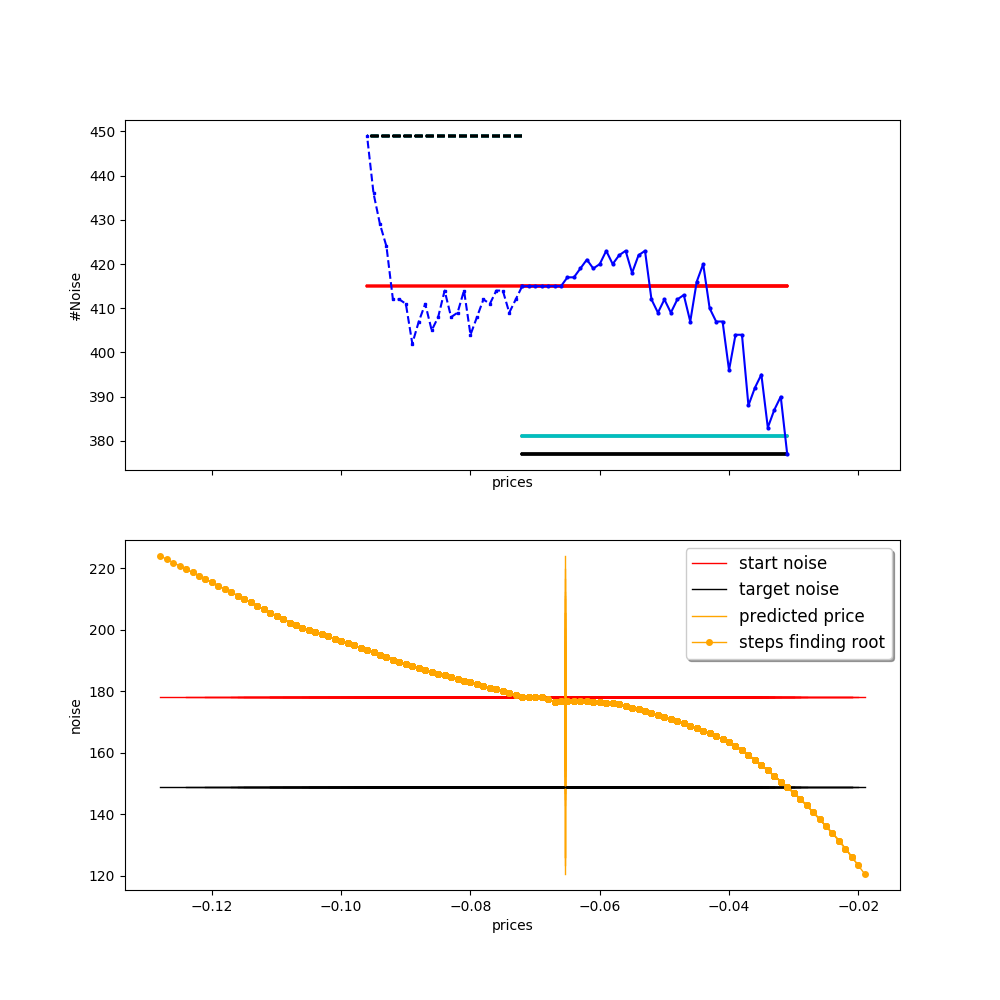 450
440
430
420
410
400
390
380
#Noise
prices
220
200
180
160
140
120
noise
start noise
target noise
predicted price
steps finding root
−0.12 −0.10 −0.08 −0.06 −0.04 −0.02
prices